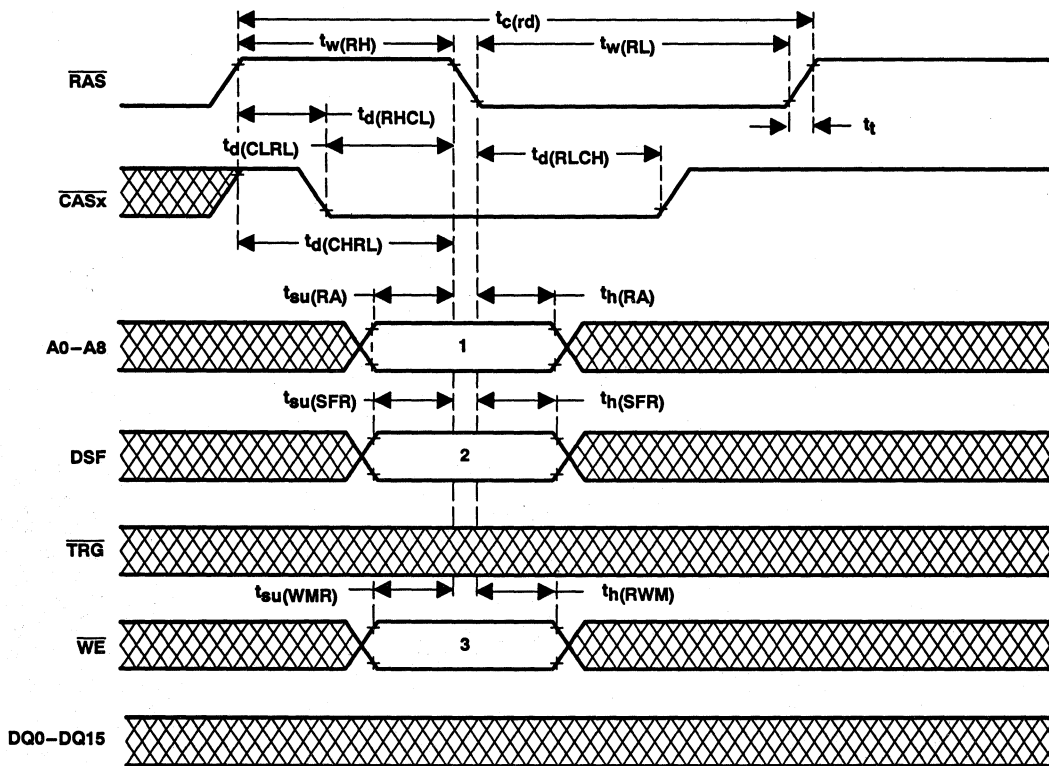 tc(rd)
tw(RH)
tw(RL)
RAS
td(RHCL)
tt
td(CLRL)
td(RLCH)
CASx
td(CHRL)
tsu(RA)
th(RA)
A0–A8
1
tsu(SFR)
th(SFR)
DSF
2
TRG
tsu(WMR)
th(RWM)
WE
3
DQ0–DQ15